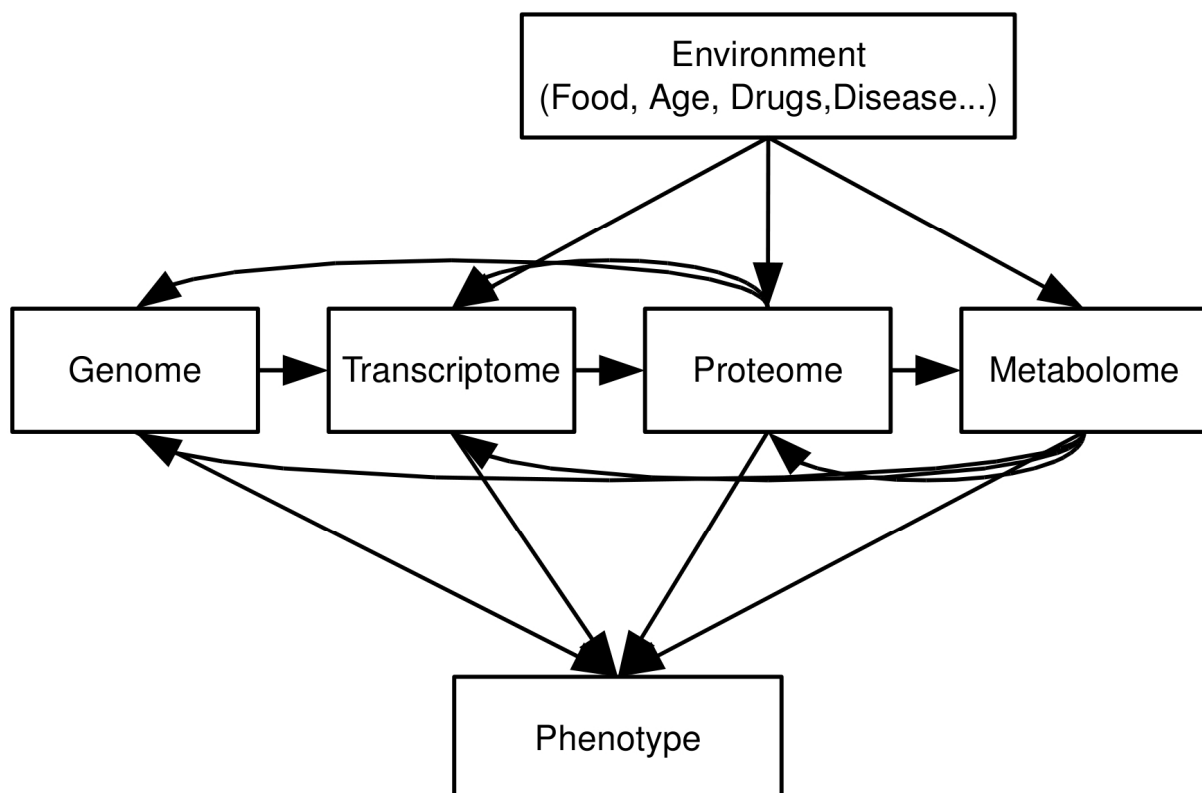 Environment
(Food, Age, Drugs,Disease...)
Genome
Transcriptome
Proteome
Metabolome
Phenotype